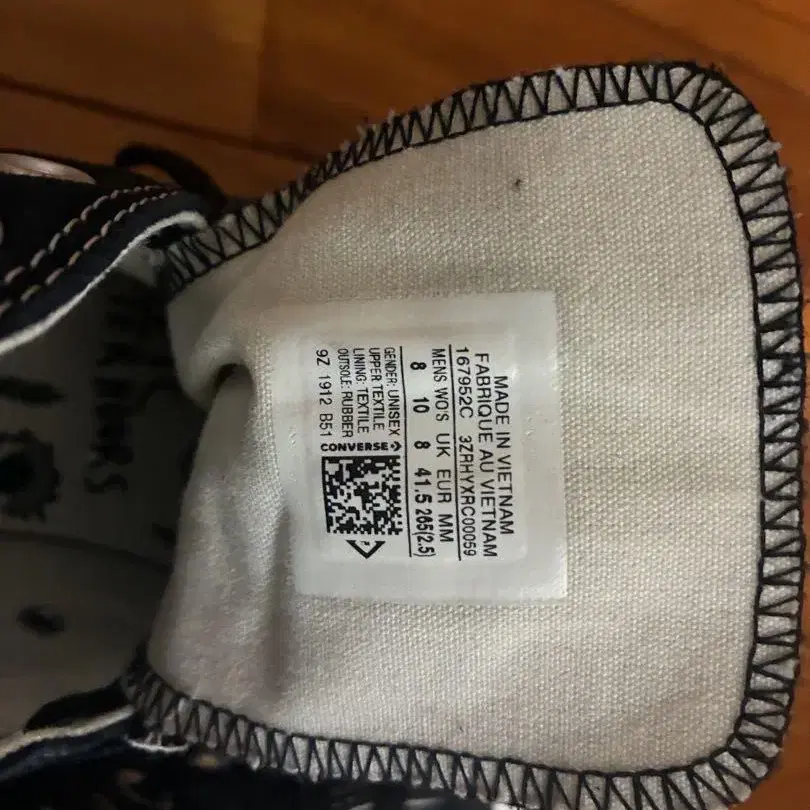 MADE IN VIETNAM
FABRIQUE AU VIETNAM
167952C 3ZRHYXRC00059
MENS WO'S UK EUR MM
8 10 8 41.5 265(2.5)
GENDER: UNISEX
UPPER:TEXTILE
LINING: TEXTILE
OUTSOLE: RUBBER
9Z 1912 B51
CONVERSE